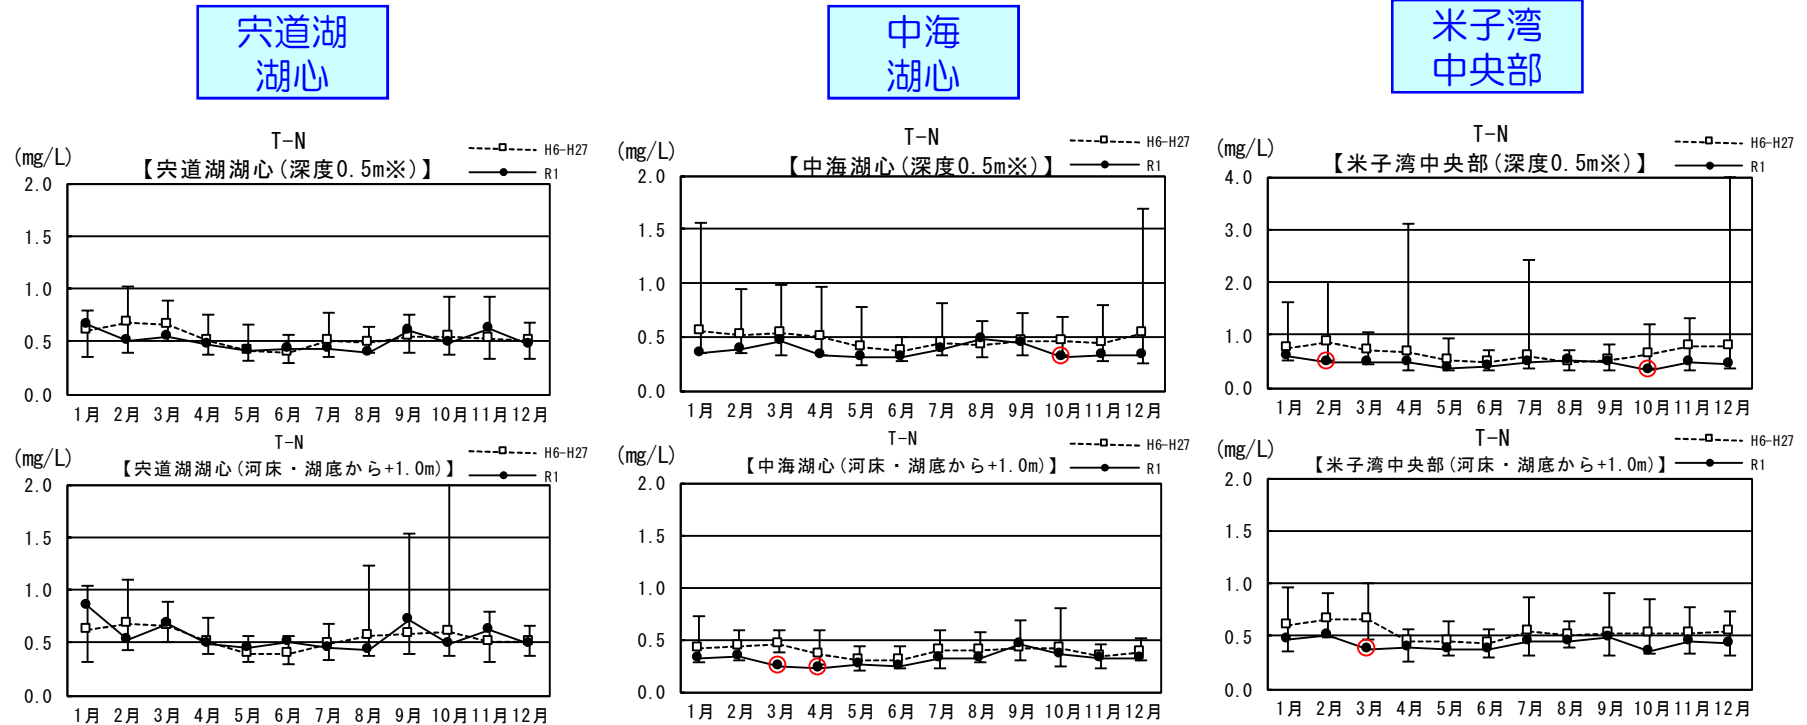 宍道湖
湖心
中海
湖心
米子湾
中央部
T-N
【宍道湖湖心(深度0.5m※)】
(mg/L)
H6-H27
R1
2.0
1.5
1.0
0.5
0.0
1月 2月 3月 4月 5月 6月 7月 8月 9月 10月 11月 12月
T-N
【中海湖心(深度0.5m※)】
(mg/L)
H6-H27
R1
2.0
1.5
1.0
0.5
0.0
1月 2月 3月 4月 5月 6月 7月 8月 9月 10月 11月 12月
T-N
【米子湾中央部(深度0.5m※)】
(mg/L)
H6-H27
R1
4.0
3.0
2.0
1.0
0.0
1月 2月 3月 4月 5月 6月 7月 8月 9月 10月 11月 12月
T-N
【宍道湖湖心(河床・湖底から+1.0m)】
(mg/L)
H6-H27
R1
2.0
1.5
1.0
0.5
0.0
1月 2月 3月 4月 5月 6月 7月 8月 9月 10月 11月 12月
T-N
【中海湖心(河床・湖底から+1.0m)】
(mg/L)
H6-H27
R1
2.0
1.5
1.0
0.5
0.0
1月 2月 3月 4月 5月 6月 7月 8月 9月 10月 11月 12月
T-N
【米子湾中央部(河床・湖底から+1.0m)】
(mg/L)
H6-H27
R1
2.0
1.5
1.0
0.5
0.0
1月 2月 3月 4月 5月 6月 7月 8月 9月 10月 11月 12月